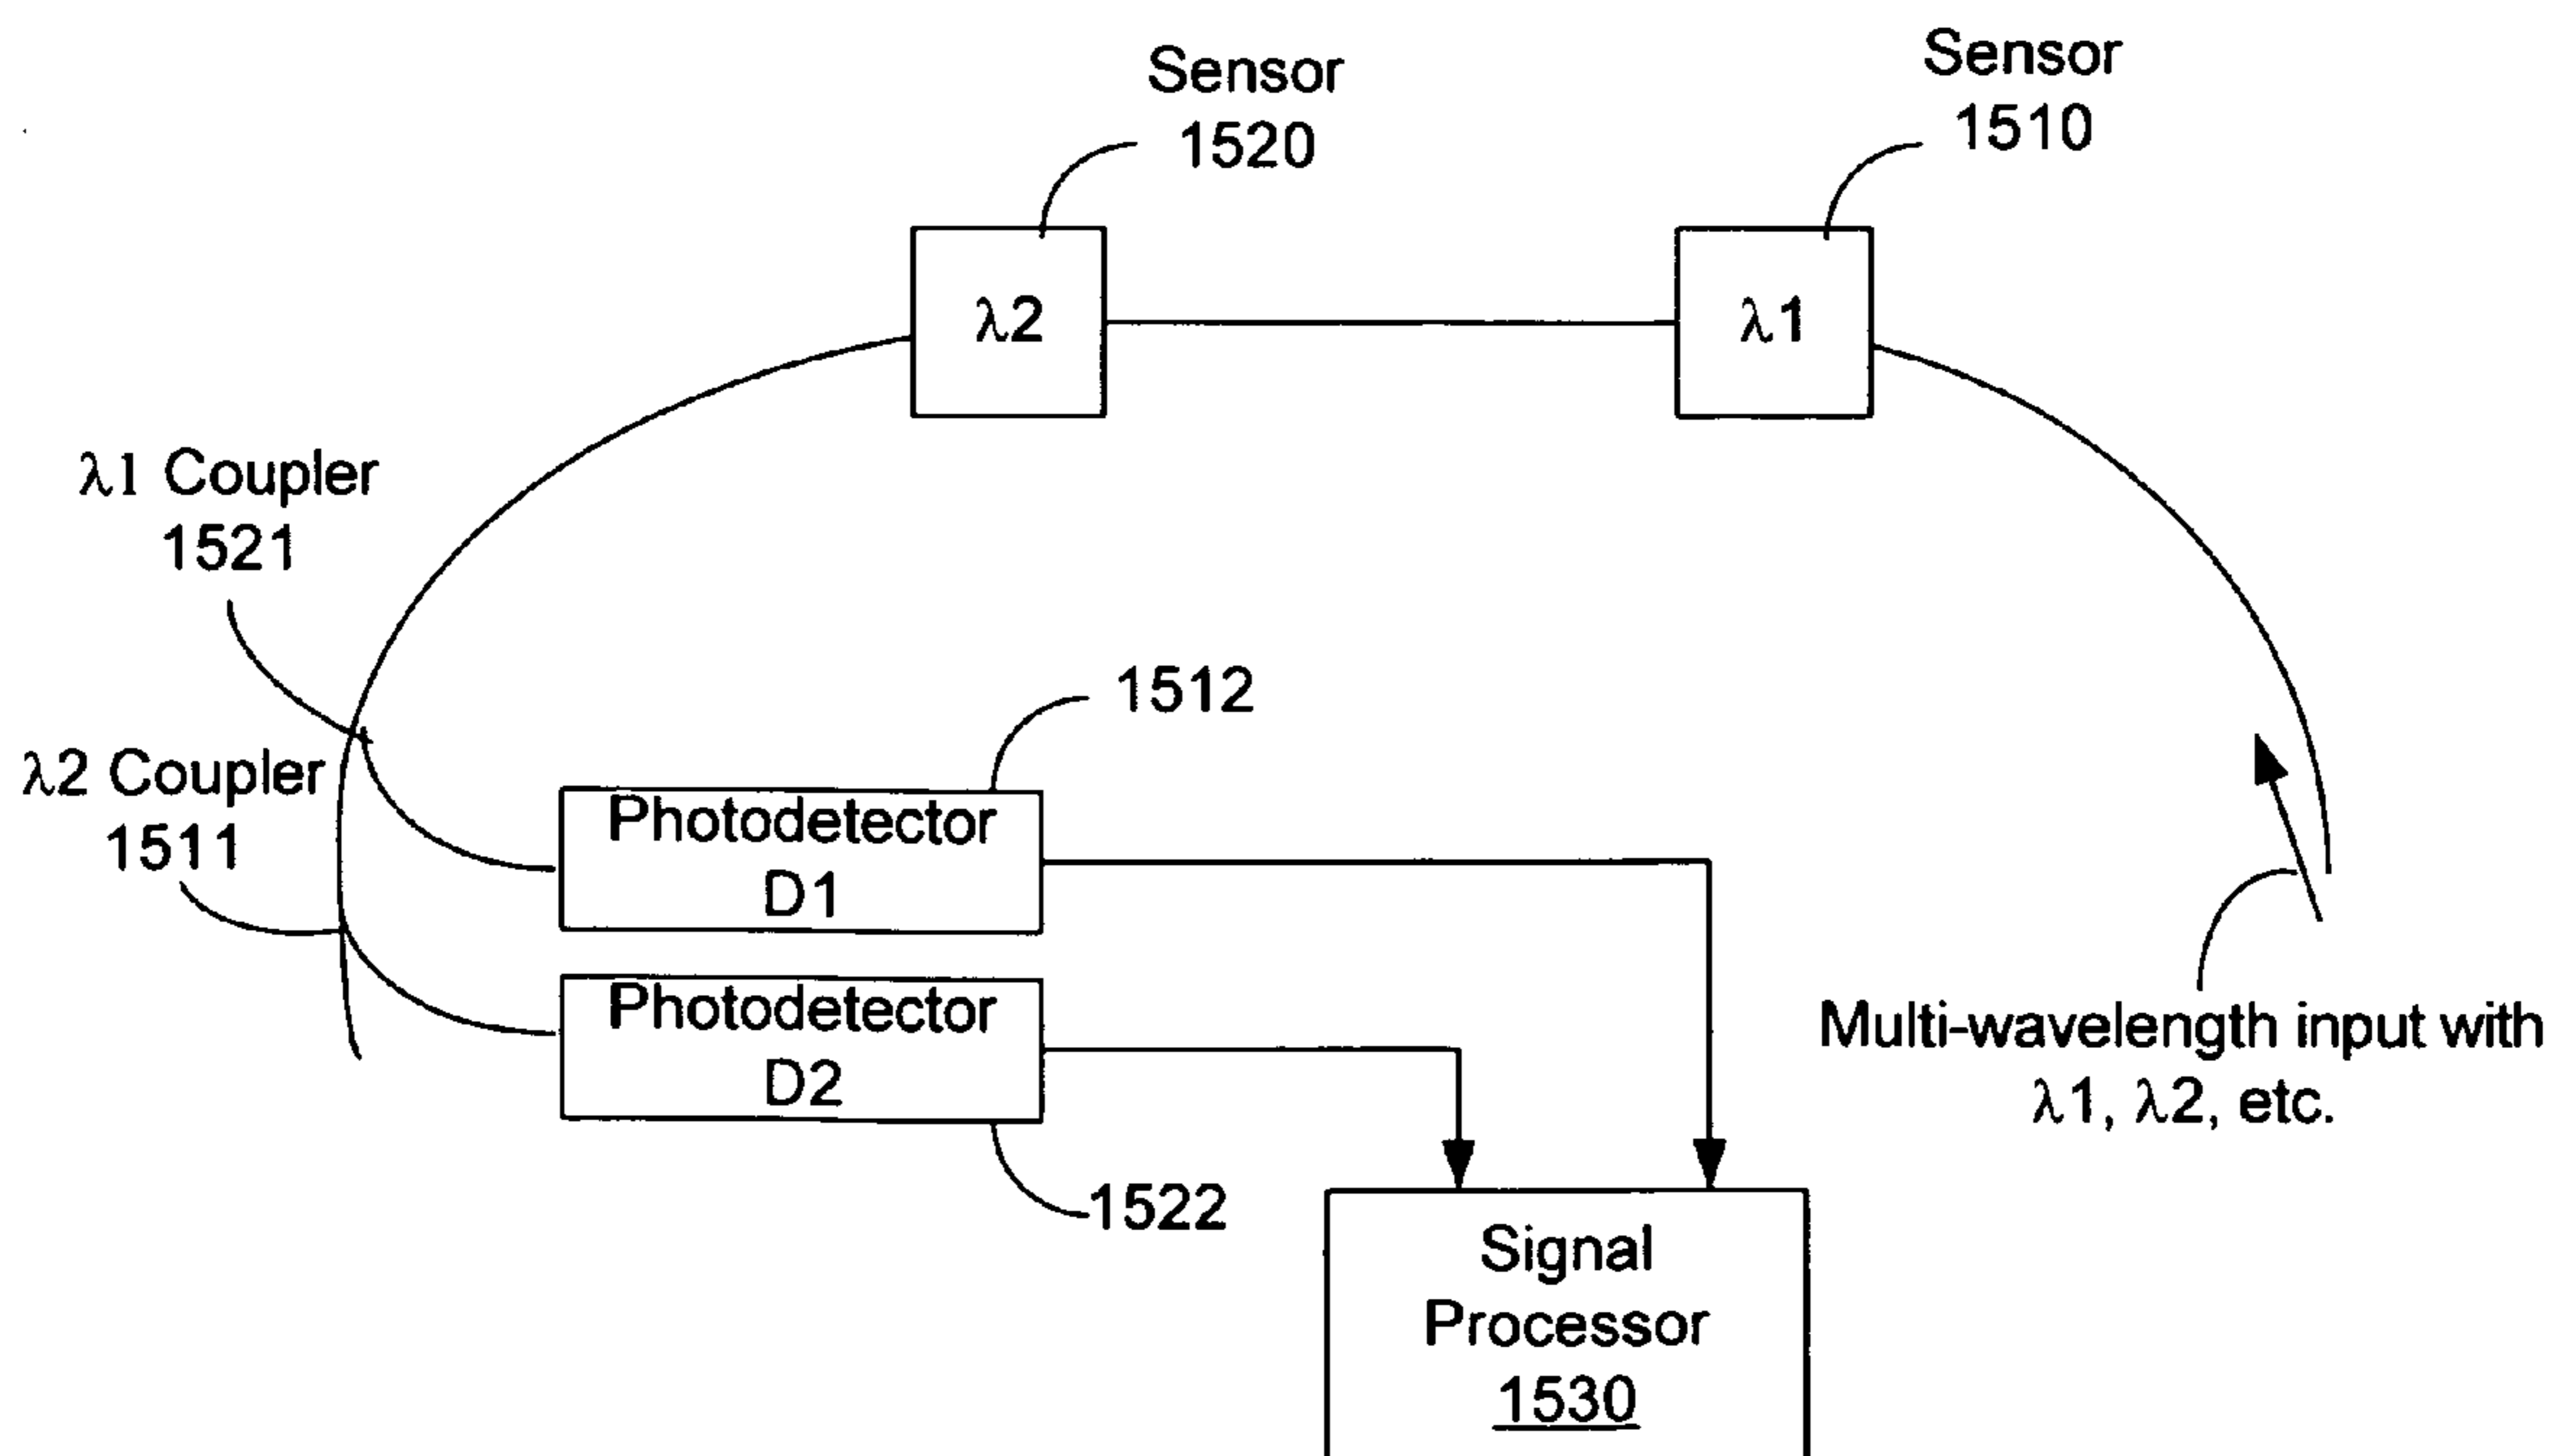 Sensor
1520
Sensor
1510
λ2
λ1
λ1 Coupler
1521
1512
λ2 Coupler
1511
Photodetector
D1
Photodetector
D2
1522
Multi-wavelength input with
λ1, λ2, etc.
Signal
Processor
1530